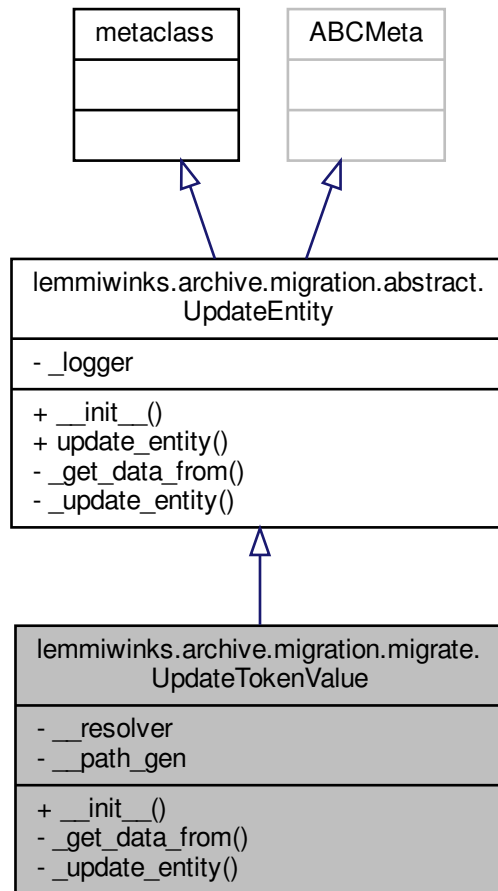 metaclass
ABCMeta
lemmiwinks.archive.migration.abstract.
UpdateEntity
- _logger
+ __init__()
+ update_entity()
- _get_data_from()
- _update_entity()
lemmiwinks.archive.migration.migrate.
UpdateTokenValue
- __resolver
- __path_gen
+ __init__()
- _get_data_from()
- _update_entity()